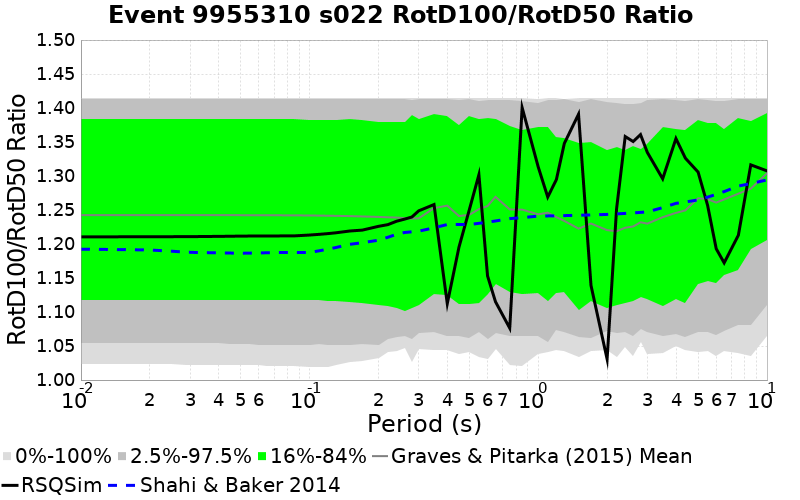 Event 9955310 s022 RotD100/RotD50 Ratio
RotD100/RotD50 Ratio
1.50
1.45
1.40
1.35
1.30
1.25
1.20
1.15
1.10
1.05
1.00
10-2 2 3 4 5 6 10-1 2 3 4 5 6 7 100 2 3 4 5 6 7 101
Period (s)
0%-100% 2.5%-97.5% 16%-84% Graves & Pitarka (2015) Mean
RSQSim Shahi & Baker 2014